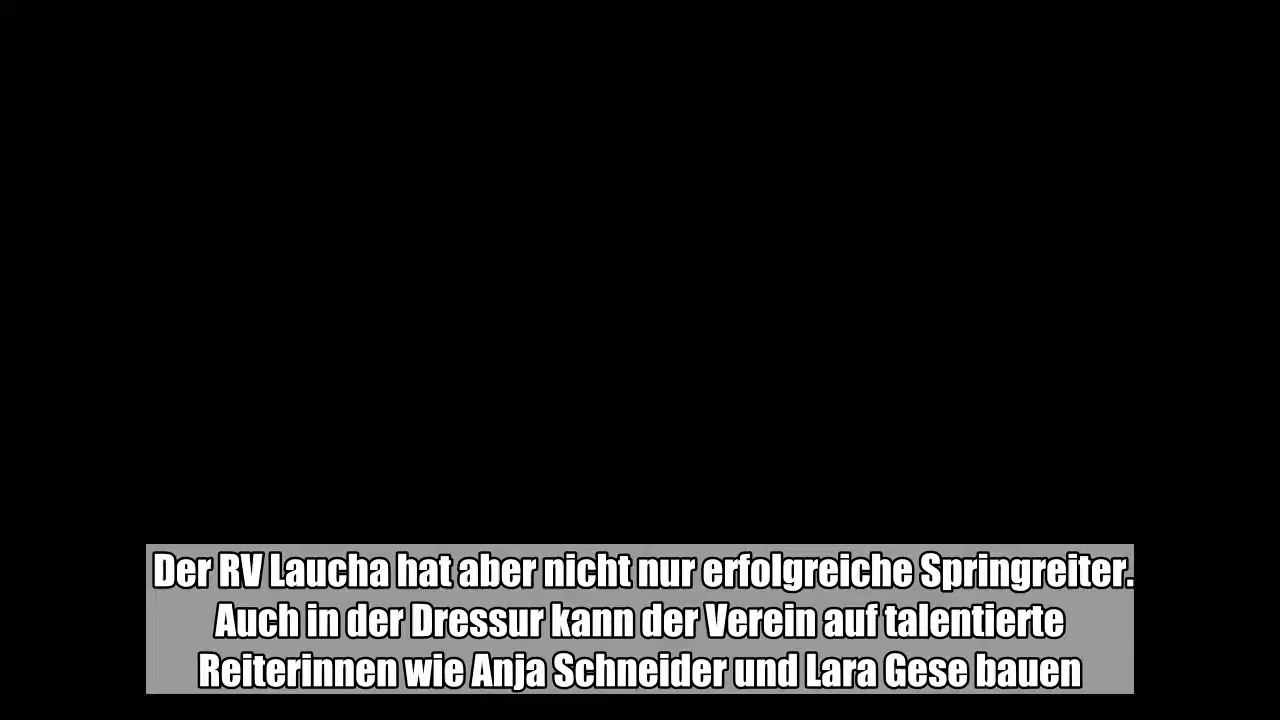 Der RV Laucha hat aber nicht nur erfolgreiche Springreiter.
Auch in der Dressur kann der Verein auf talentierte
Reiterinnen wie Anja Schneider und Lara Gese bauen